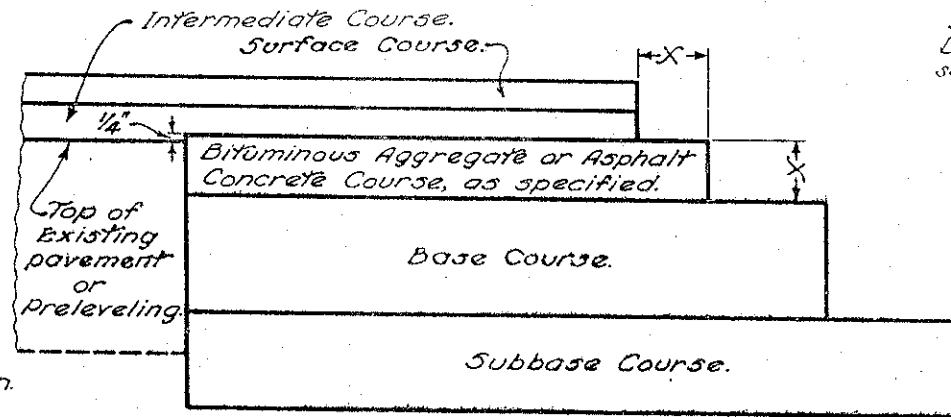 Intermediate Course.
Surface Course.
X
1/4"
Bituminous Aggregate or Asphalt
Concrete Course, as specified.
X
Top of
Existing
pavement
or
Preleveling.
Base Course.
Subbase Course.